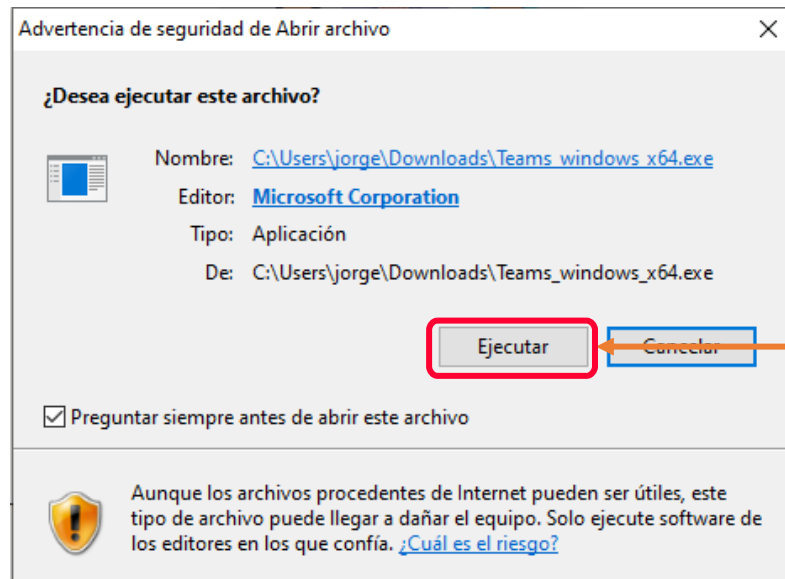 Advertencia de seguridad de Abrir archivo
¿Desea ejecutar este archivo?
Nombre: C:\Users\jorge\Downloads\Teams_windows_x64.exe
Editor: Microsoft Corporation
Tipo: Aplicación
De: C:\Users\jorge\Downloads\Teams_windows_x64.exe
Ejecutar Cancelar
Preguntar siempre antes de abrir este archivo
Aunque los archivos procedentes de Internet pueden ser útiles, este
tipo de archivo puede llegar a dañar el equipo. Solo ejecute software de
los editores en los que confía. ¿Cuál es el riesgo?